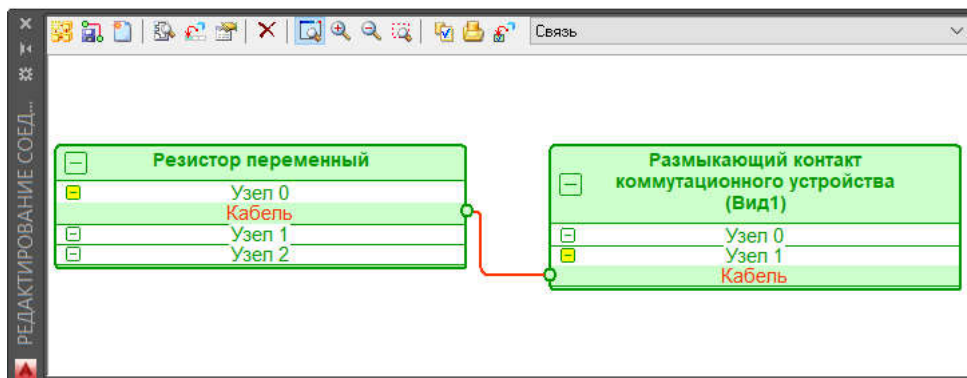 Связь
РЕДАКТИРОВАНИЕ СОЕД...
Резистор переменный
Узел 0
Кабель
Узел 1
Узел 2
Размыкающий контакт
коммутационного устройства
(Вид1)
Узел 0
Узел 1
Кабель